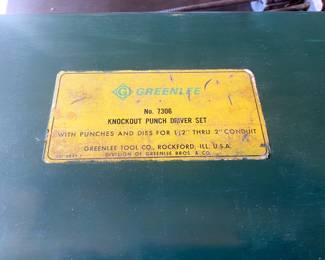 GREENLEE
No. 7306
KNOCKOUT PUNCH DRIVER SET
WITH PUNCHES AND DIES FOR 1/2" THRU 2" CONDUIT
GREENLEE TOOL CO., ROCKFORD, ILL. U.S.A.
DIVISION OF GREENLEE BROS. & CO.